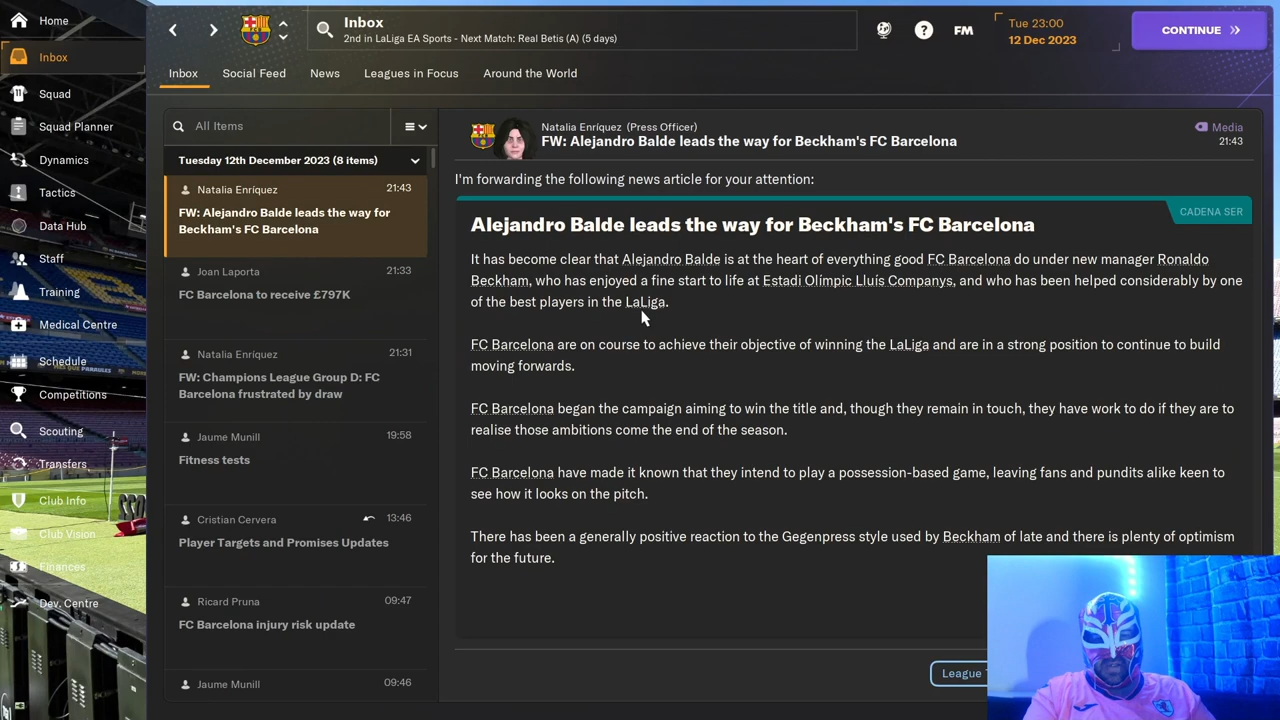 Home
Inbox
Squad
Squad Planner
Dynamics
Tactics
Data Hub
Staff
Training
Medical Centre
Schedule
Competitions
Scouting
Transfers
Club Info
Club Vision
Finances
Dev. Centre
Inbox
2nd in LaLiga EA Sports - Next Match: Real Betis (A) (5 days)
?
FM
Tue 23:00
12 Dec 2023
CONTINUE
Inbox
Social Feed
News
Leagues in Focus
Around the World
All Items
Tuesday 12th December 2023 (8 items)
Natalia Enríquez 21:43
FW: Alejandro Balde leads the way for
Beckham's FC Barcelona
Joan Laporta 21:33
FC Barcelona to receive £797K
Natalia Enríquez 21:31
FW: Champions League Group D: FC
Barcelona frustrated by draw
Jaume Munill 19:58
Fitness tests
Cristian Cervera 13:46
Player Targets and Promises Updates
Ricard Pruna 09:47
FC Barcelona injury risk update
Jaume Munill 09:46
Natalia Enríquez (Press Officer)
FW: Alejandro Balde leads the way for Beckham's FC Barcelona
Media
21:43
I'm forwarding the following news article for your attention:
CADENA SER
Alejandro Balde leads the way for Beckham's FC Barcelona
It has become clear that Alejandro Balde is at the heart of everything good FC Barcelona do under new manager Ronaldo
Beckham, who has enjoyed a fine start to life at Estadi Olímpic Lluís Companys, and who has been helped considerably by one
of the best players in the LaLiga.
FC Barcelona are on course to achieve their objective of winning the LaLiga and are in a strong position to continue to build
moving forwards.
FC Barcelona began the campaign aiming to win the title and, though they remain in touch, they have work to do if they are to
realise those ambitions come the end of the season.
FC Barcelona have made it known that they intend to play a possession-based game, leaving fans and pundits alike keen to
see how it looks on the pitch.
There has been a generally positive reaction to the Gegenpress style used by Beckham of late and there is plenty of optimism
for the future.
League